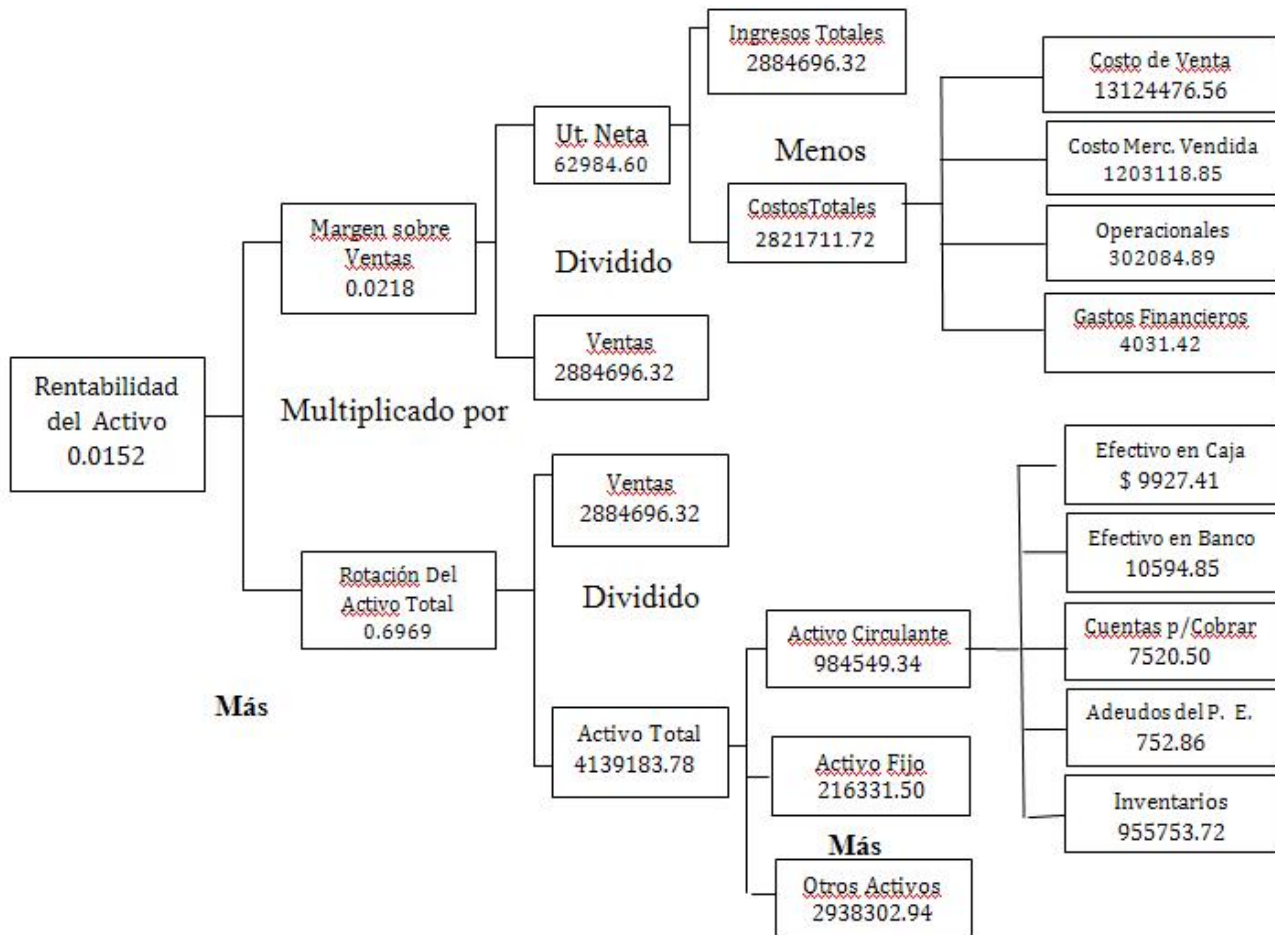 Ingresos Totales
2884696.32
Costo de Venta
13124476.56
Ut. Neta
62984.60
Menos
Costo Merc. Vendida
1203118.85
Margen sobre
Ventas
0.0218
CostosTotales
2821711.72
Operacionales
302084.89
Dividido
Gastos Financieros
4031.42
Ventas
2884696.32
Rentabilidad
del Activo
0.0152
Multiplicado por
Efectivo en Caja
$ 9927.41
Ventas
2884696.32
Efectivo en Banco
10594.85
Rotación Del
Activo Total
0.6969
Dividido
Activo Circulante
984549.34
Cuentas p/Cobrar
7520.50
Más
Activo Total
4139183.78
Adeudos del P. E.
752.86
Activo Fijo
216331.50
Inventarios
955753.72
Más
Otros Activos
2938302.94